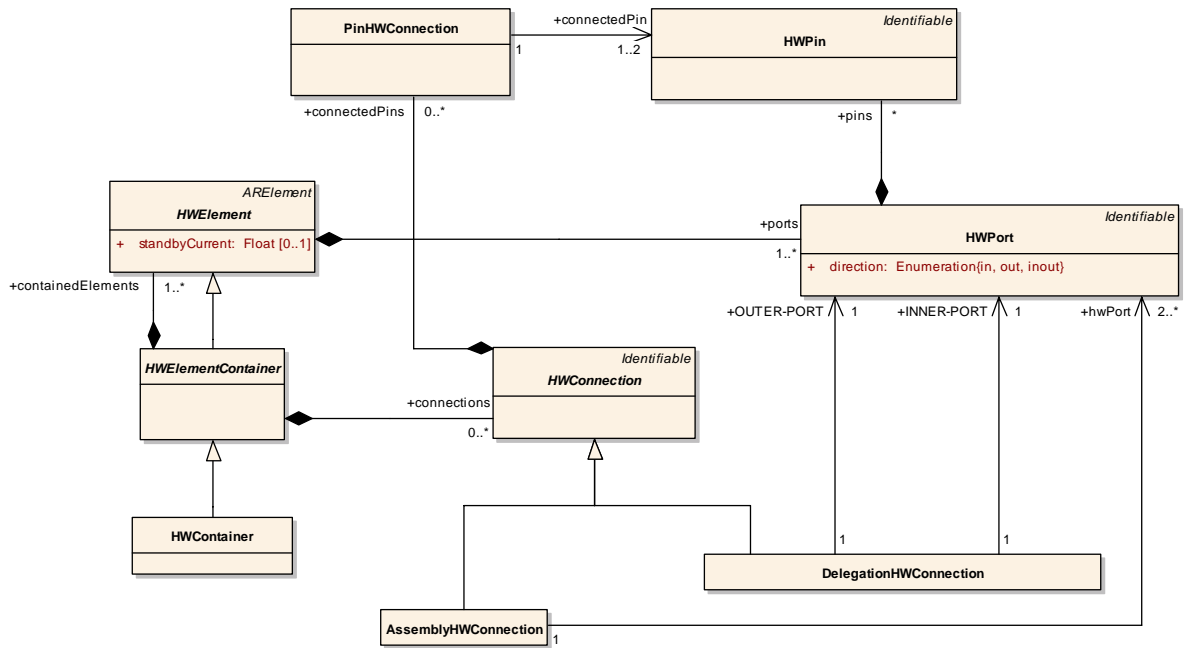 PinHWConnection
+connectedPin
1
1..2
Identifiable
HWPin
+connectedPins
0..*
+pins
*
ARElement
HWElement
+ standbyCurrent: Float [0..1]
+ports
1..*
Identifiable
HWPort
+ direction: Enumeration{in, out, inout}
+containedElements
1..*
+OUTER-PORT
1
+INNER-PORT
1
+hwPort
2..*
HWElementContainer
Identifiable
HWConnection
+connections
0..*
HWContainer
1
1
DelegationHWConnection
AssemblyHWConnection
1